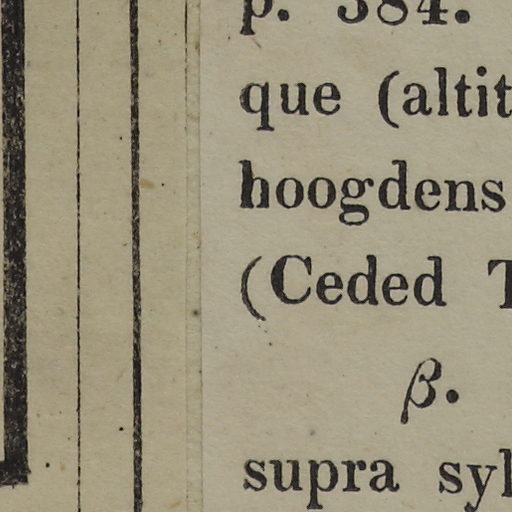 p. 384.
que (altit
hoogdens
(Ceded
β.
supra syl